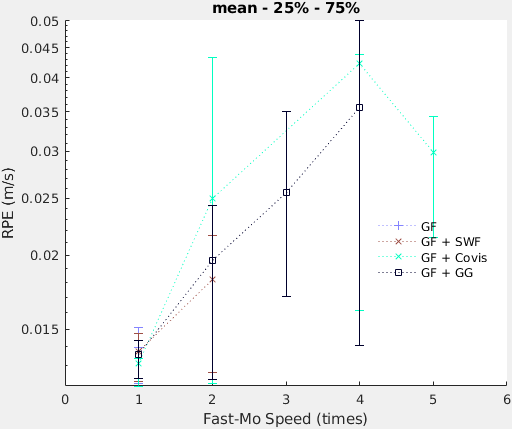 mean - 25% - 75%
0.05
0.045
0.04
0.035
0.03
0.025
0.02
0.015
RPE (m/s)
GF
GF + SWF
GF + Covis
GF + GG
0 1 2 3 4 5 6
Fast-Mo Speed (times)